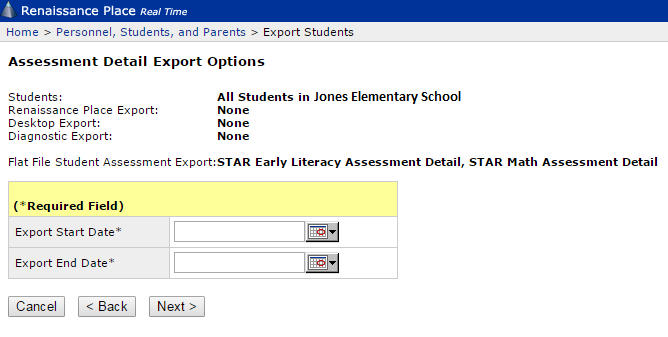 Renaissance Place Real Time
Home > Personnel, Students, and Parents > Export Students
Assessment Detail Export Options
Students: All Students in Jones Elementary School
Renaissance Place Export: None
Desktop Export: None
Diagnostic Export: None
Flat File Student Assessment Export:STAR Early Literacy Assessment Detail, STAR Math Assessment Detail
(*Required Field)
Export Start Date*
Export End Date*
Cancel < Back Next >